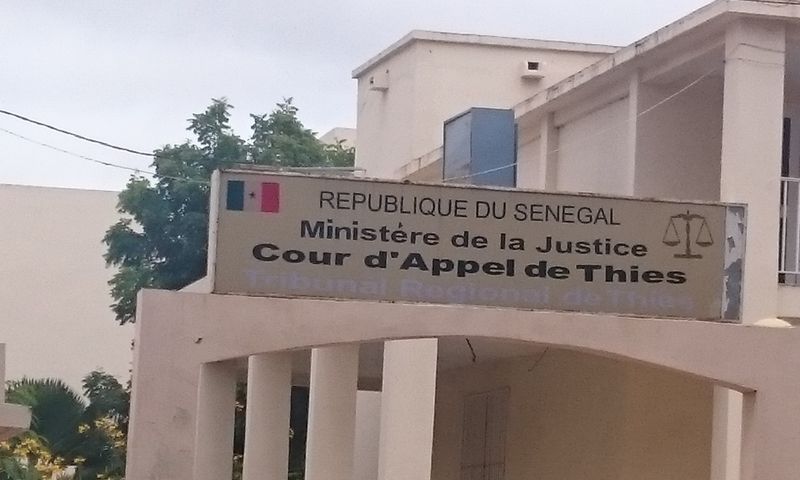 REPUBLIQUE DU SENEGAL
Ministére de la Justice
Cour d'Appel de Thies
Tribunal Regional de Thies